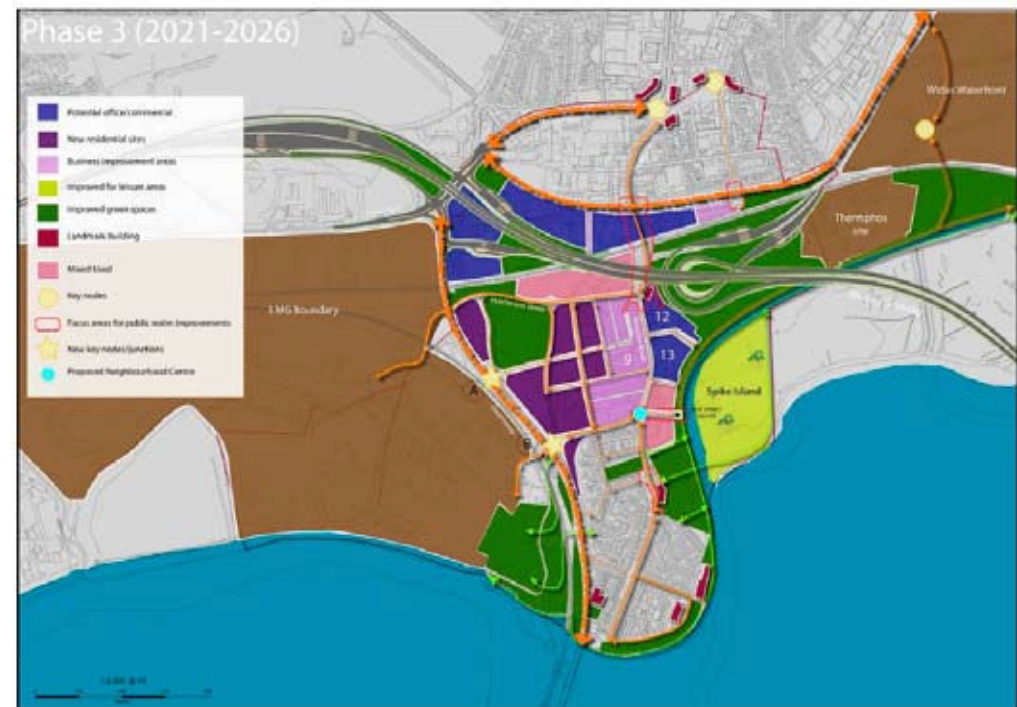 Phase 3 (2021-2026)
Potential office/commercial
New residential sites
Business improvement areas
Improved for leisure areas
Improved green spaces
Landmark Building
Mixed Used
Key nodes
Focus areas for public realm improvements
New key nodes/junctions
Proposed Neighbourhood Centre
Widnes Waterfront
Thermphos
site
3 MG Boundary
12
9
13
A
Spike Island
B